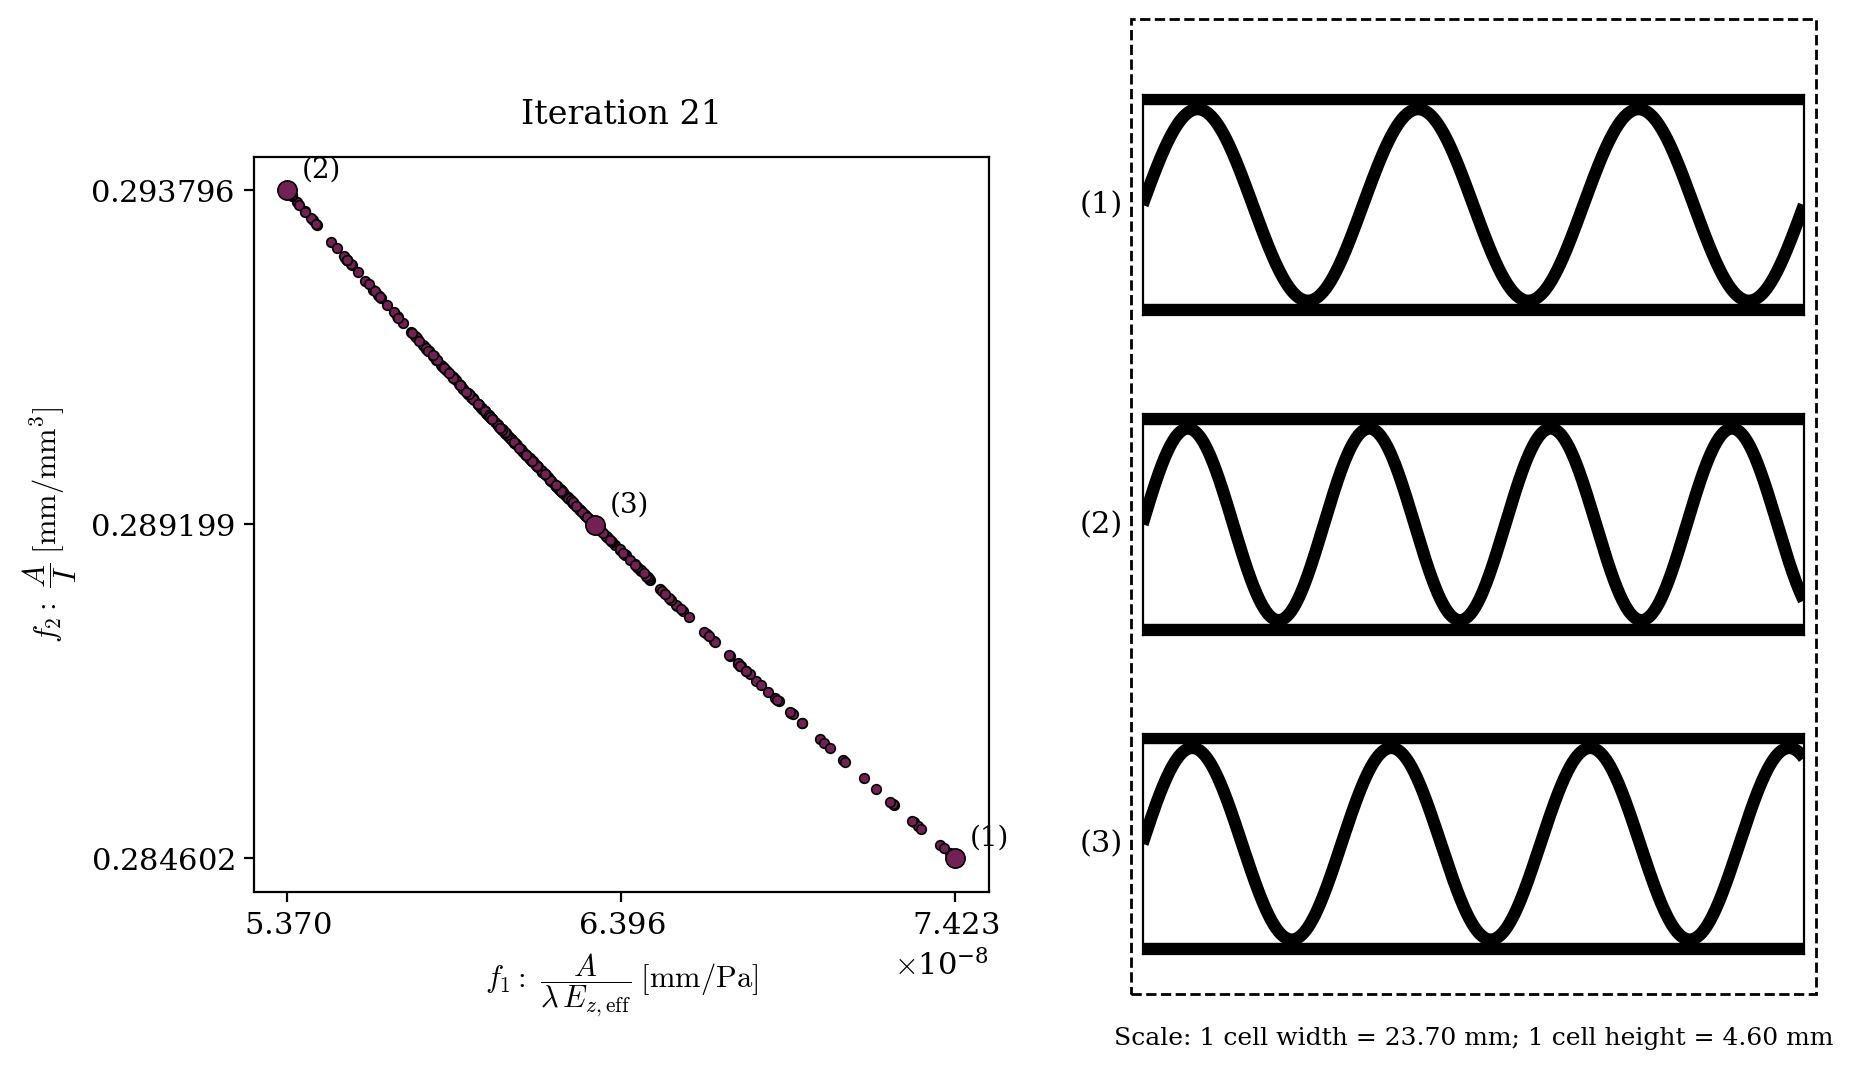 Iteration 21
(2)
0.293796
(3)
0.289199
(1)
0.284602
5.370 6.396 7.423
×10⁻⁸
f₁ : A / (λ E_z, eff) [mm/Pa]
f₂ : A / I [mm/mm³]
(1)
(2)
(3)
Scale: 1 cell width = 23.70 mm; 1 cell height = 4.60 mm